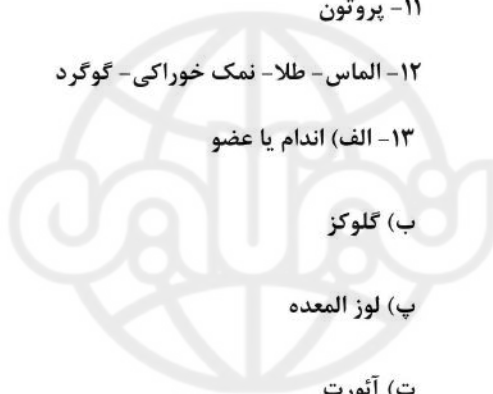 ۱۱- پروتون
۱۲- الماس- طلا- نمک خوراکی- گوگرد
۱۳- الف) اندام یا عضو
ب) گلوکز
پ) لوز المعده
ت) آئورت